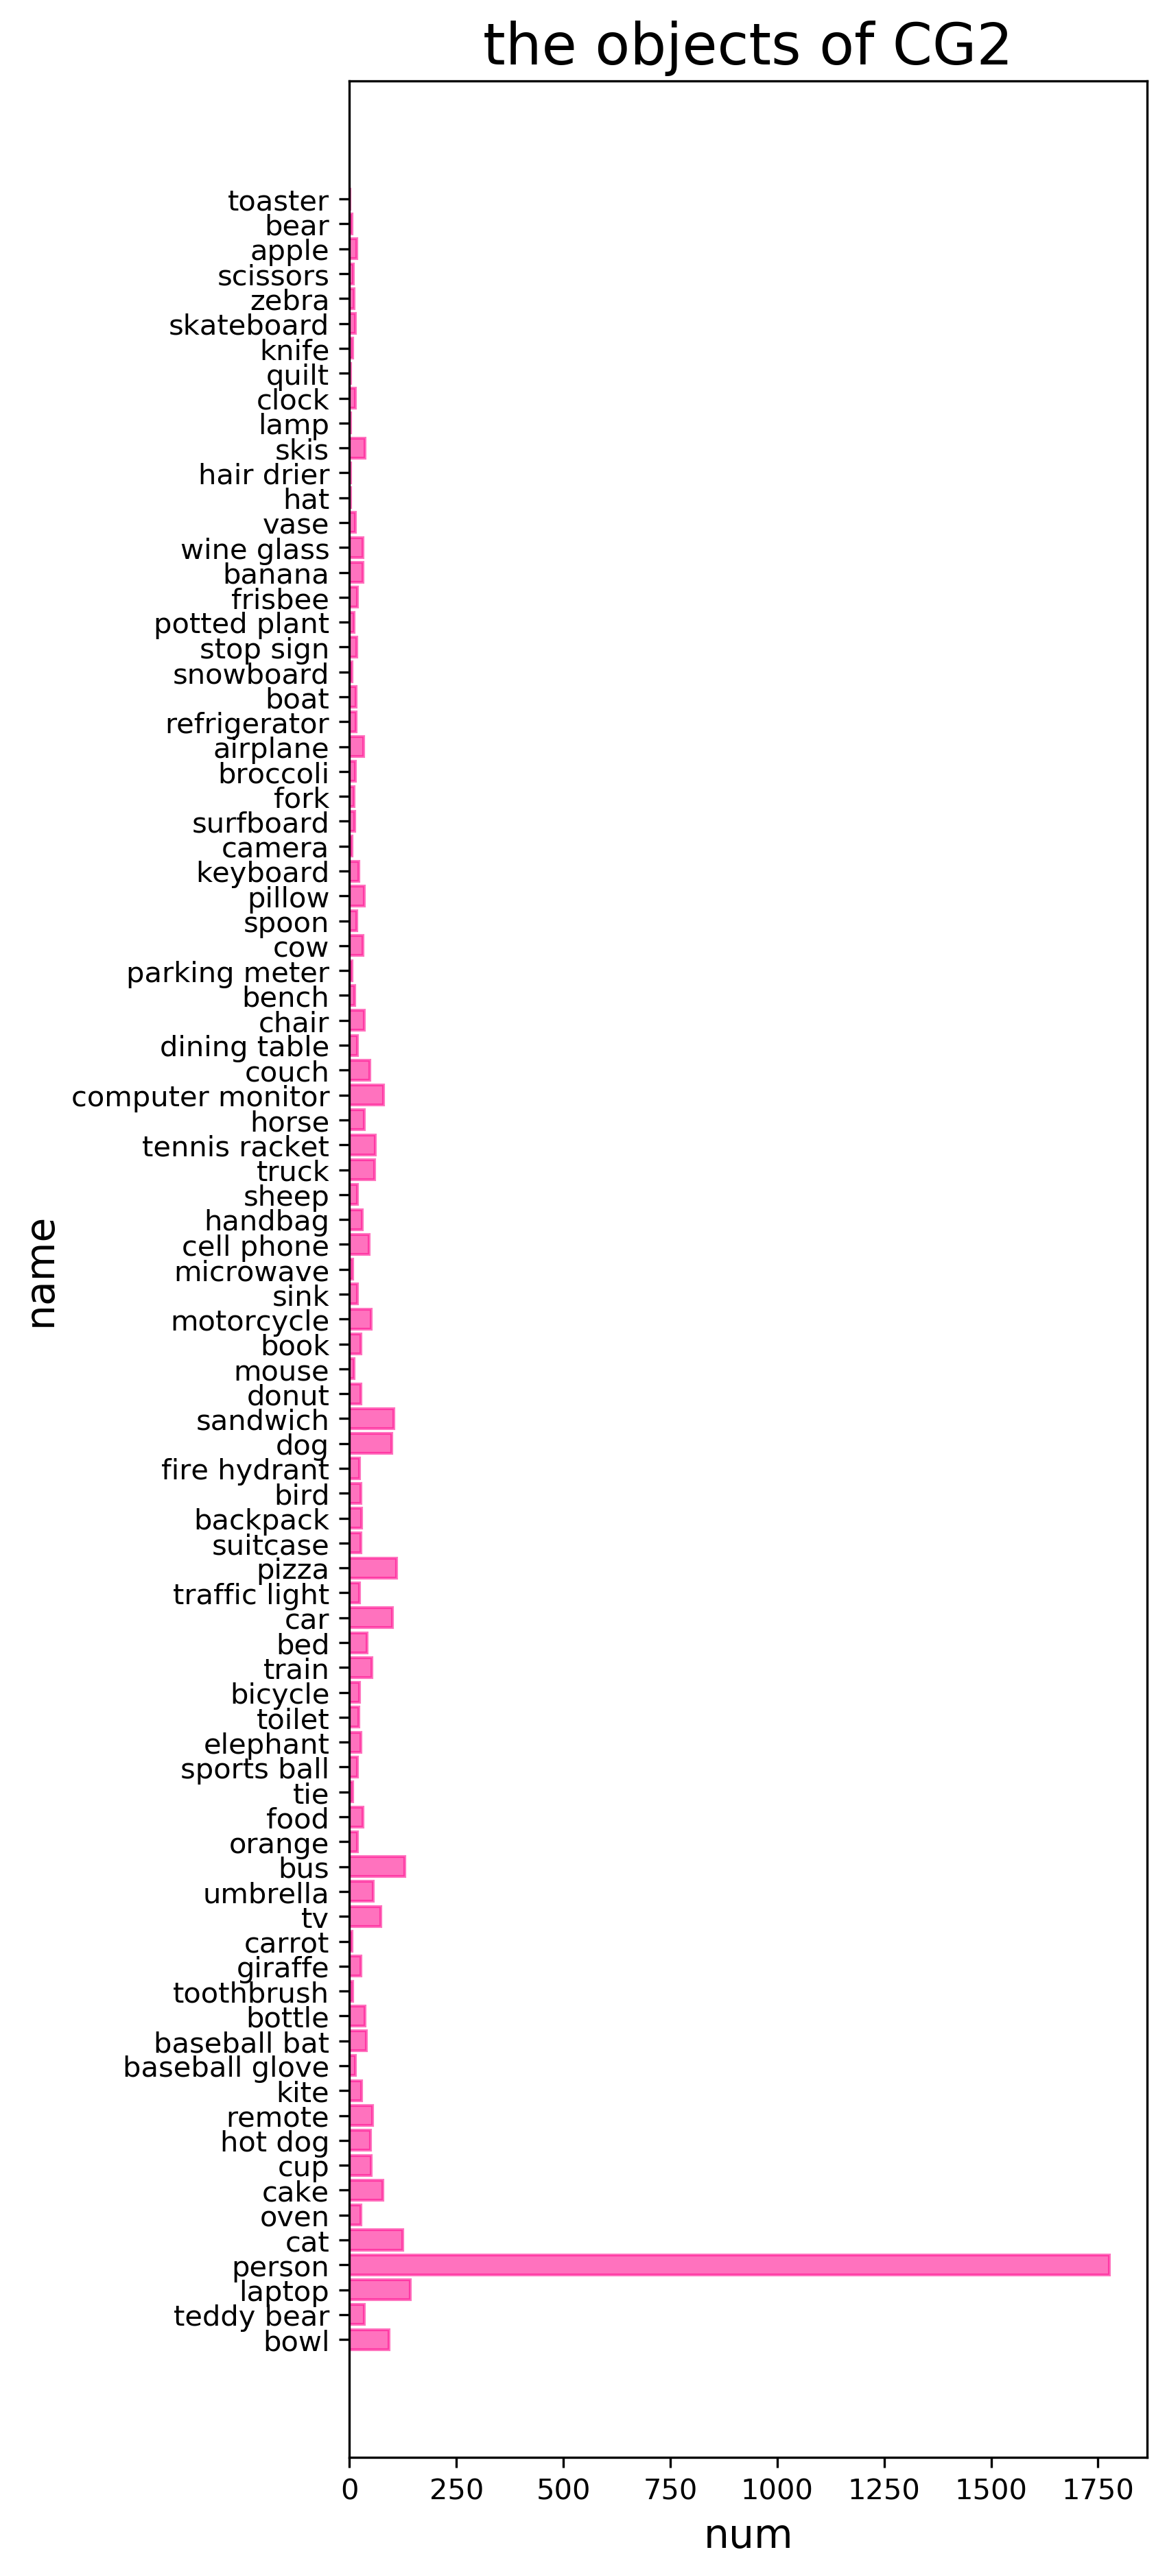 the objects of CG2
toaster
bear
apple
scissors
zebra
skateboard
knife
quilt
clock
lamp
skis
hair drier
hat
vase
wine glass
banana
frisbee
potted plant
stop sign
snowboard
boat
refrigerator
airplane
broccoli
fork
surfboard
camera
keyboard
pillow
spoon
cow
parking meter
bench
chair
dining table
couch
computer monitor
horse
tennis racket
truck
sheep
handbag
cell phone
microwave
sink
motorcycle
book
mouse
donut
sandwich
dog
fire hydrant
bird
backpack
suitcase
pizza
traffic light
car
bed
train
bicycle
toilet
elephant
sports ball
tie
food
orange
bus
umbrella
tv
carrot
giraffe
toothbrush
bottle
baseball bat
baseball glove
kite
remote
hot dog
cup
cake
oven
cat
person
laptop
teddy bear
bowl
name
0 250 500 750 1000 1250 1500 1750
num